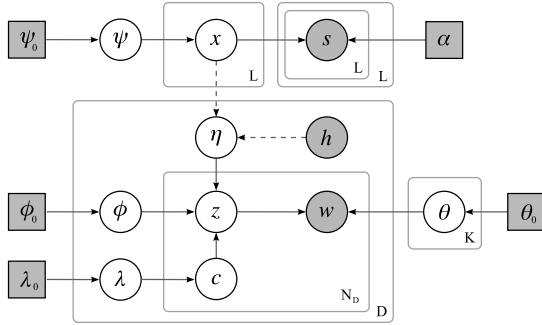 ψ₀ ψ x s α
L L L
η h
ϕ₀ ϕ z w θ θ₀
K
λ₀ λ c
N_D
D